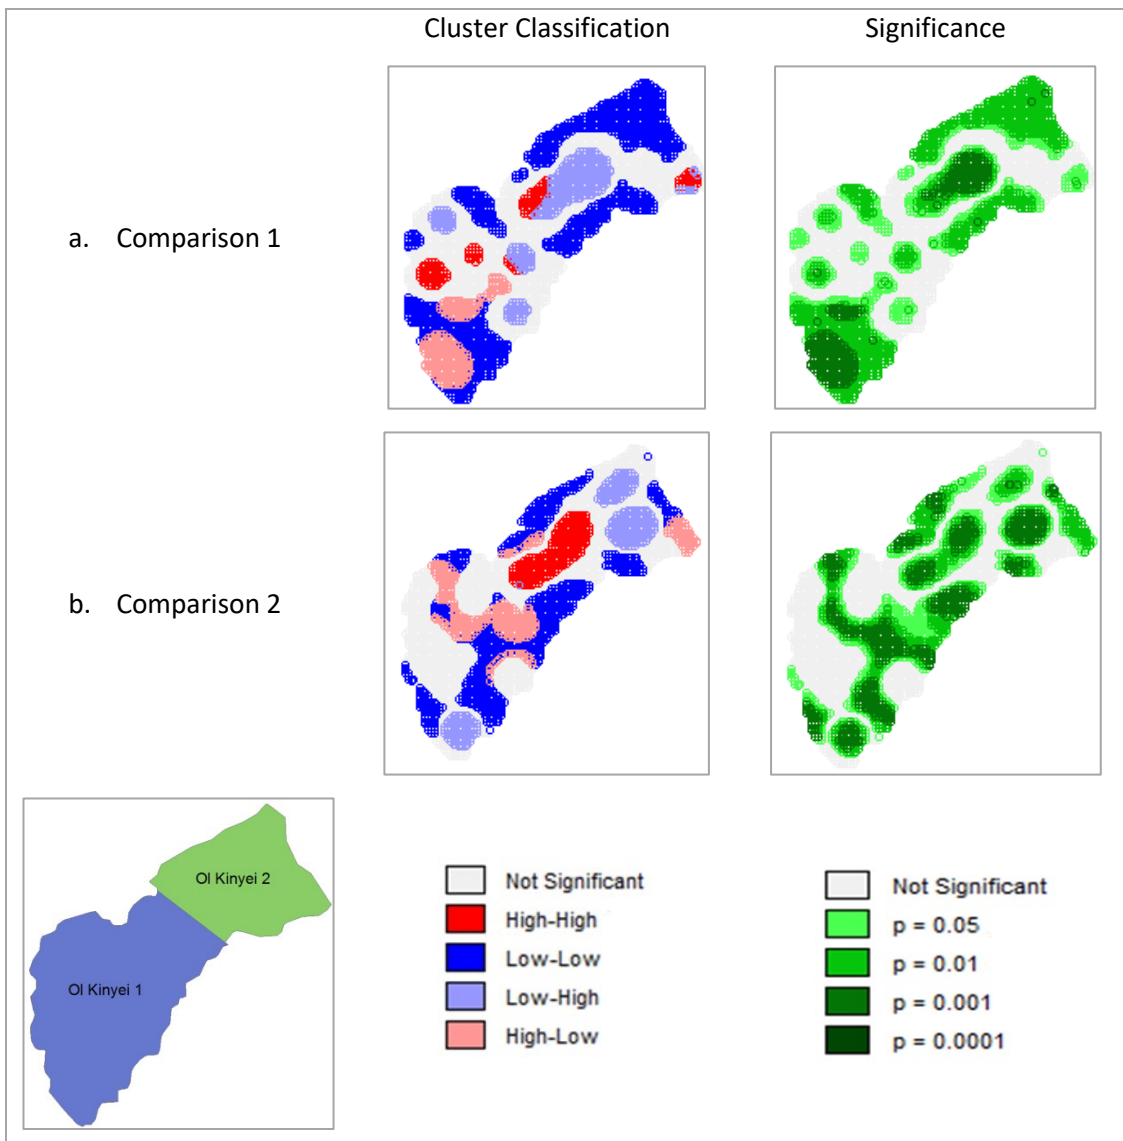 Cluster Classification
Significance
a. Comparison 1
b. Comparison 2
Ol Kinyei 2
Ol Kinyei 1
Not Significant
High-High
Low-Low
Low-High
High-Low
Not Significant
p = 0.05
p = 0.01
p = 0.001
p = 0.0001